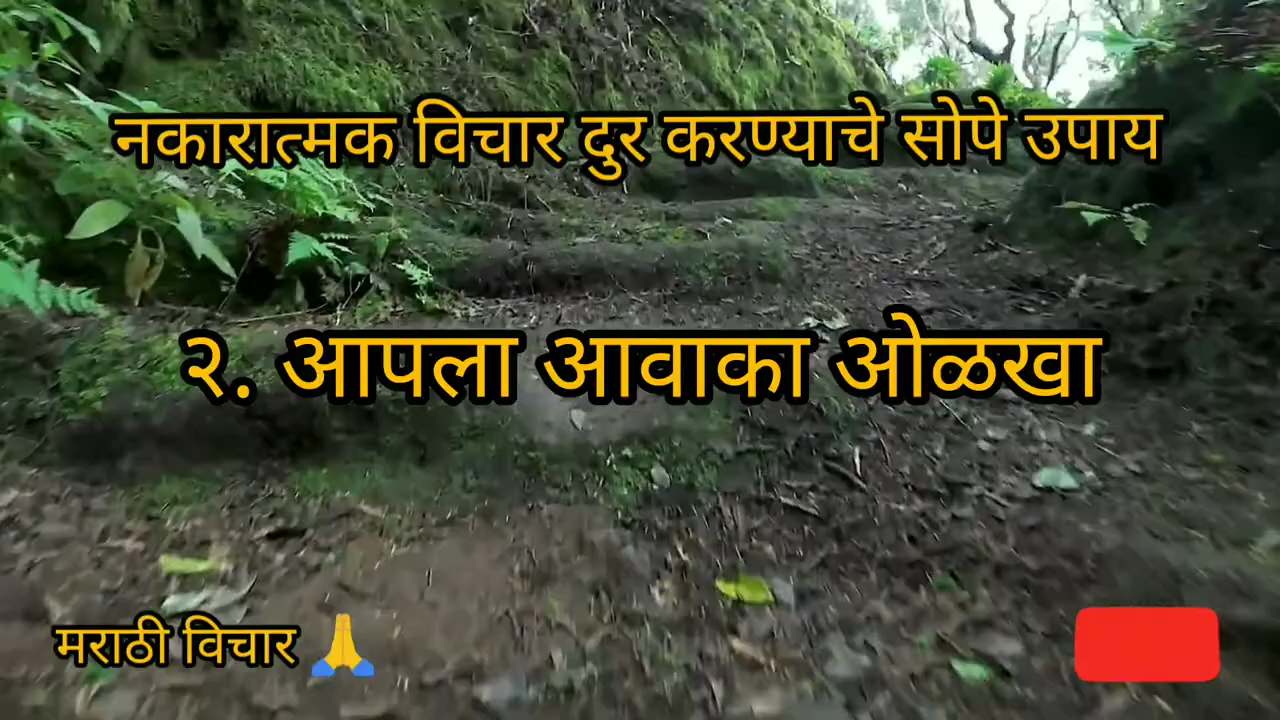 नकारात्मक विचार दुर करण्याचे सोपे उपाय
२. आपला आवाका ओळखा
मराठी विचार 🙏